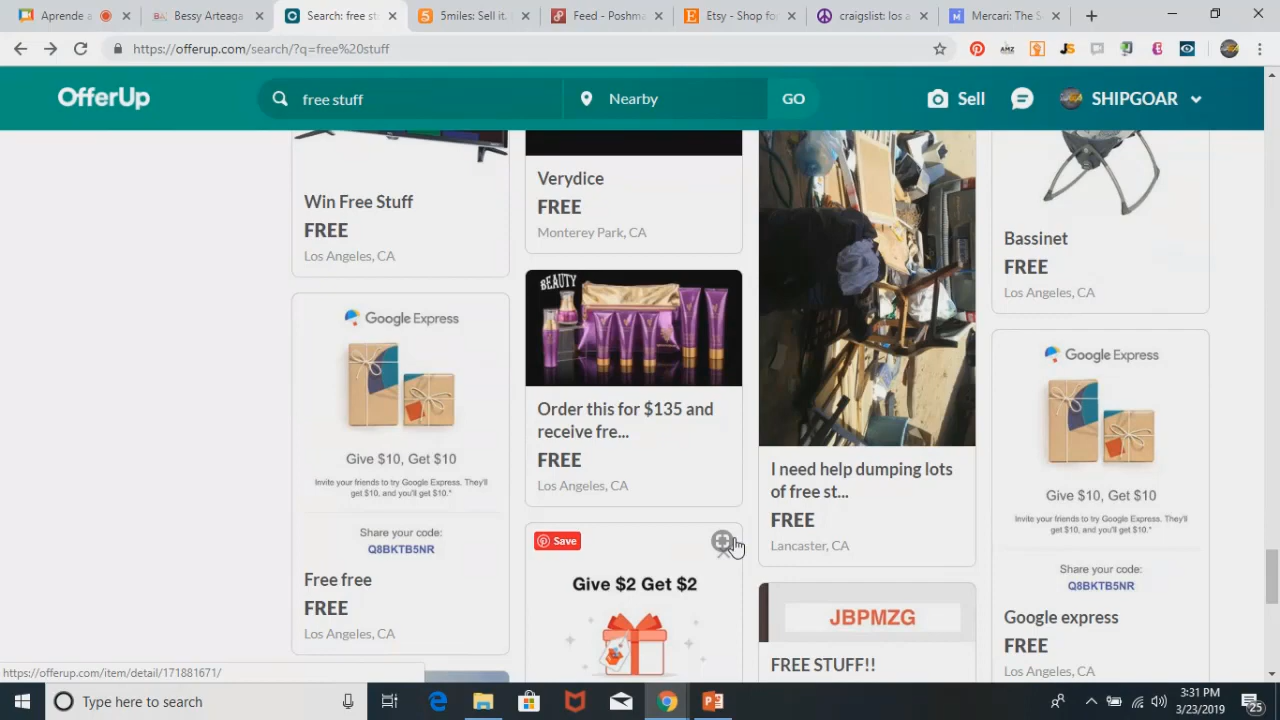 Aprende a
Bessy Arteaga
Search: free st
5miles: Sell it.
Feed - Poshma
Etsy - Shop for
craigslist: los a
Mercari: The S
https://offerup.com/search/?q=free%20stuff
OfferUp
free stuff
Nearby
GO
Sell
SHIPGOAR
Win Free Stuff
FREE
Los Angeles, CA
Google Express
Give $10, Get $10
Invite your friends to try Google Express. They'll
get $10, and you'll get $10.*
Share your code:
Q8BKTB5NR
Free free
FREE
Los Angeles, CA
Verydice
FREE
Monterey Park, CA
BEAUTY
Order this for $135 and
receive fre...
FREE
Los Angeles, CA
Save
Give $2 Get $2
I need help dumping lots
of free st...
FREE
Lancaster, CA
JBPMZG
FREE STUFF!!
Bassinet
FREE
Los Angeles, CA
Google Express
Give $10, Get $10
Invite your friends to try Google Express. They'll
get $10, and you'll get $10.*
Share your code:
Q8BKTB5NR
Google express
FREE
Los Angeles, CA
https://offerup.com/item/detail/171881671/
Type here to search
3:31 PM
3/23/2019
25